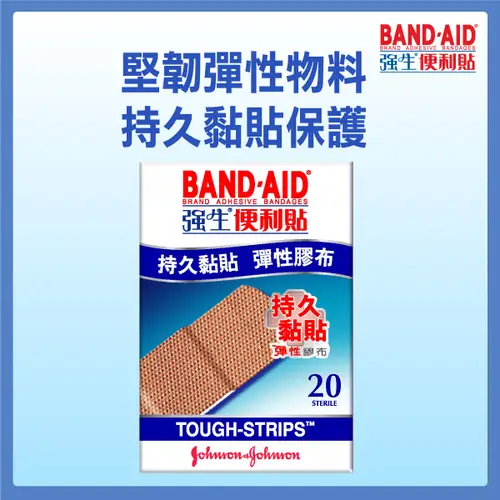 BAND-AID®
BRAND ADHESIVE BANDAGES
強生®便利貼
堅韌彈性物料
持久黏貼保護
BAND-AID®
BRAND ADHESIVE BANDAGES
強生®便利貼
持久黏貼 彈性膠布
持久
黏貼
彈性膠布
20
STERILE
TOUGH-STRIPS™
Johnson & Johnson